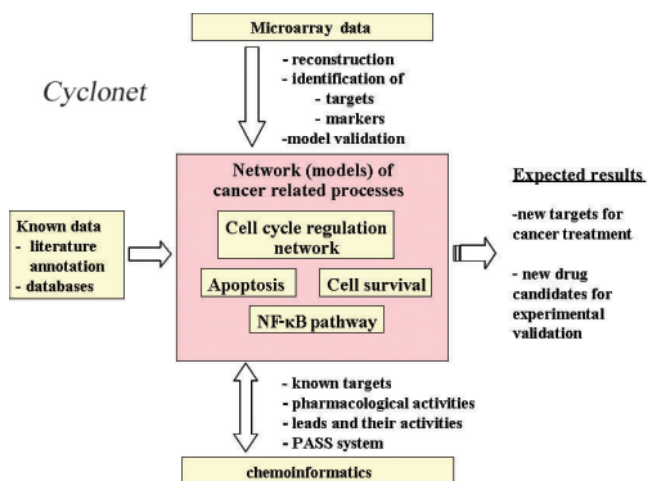 Microarray data
Cyclonet
- reconstruction
- identification of
- targets
- markers
-model validation
Network (models) of
cancer related processes
Cell cycle regulation
network
Apoptosis
Cell survival
NF-κB pathway
Known data
- literature
annotation
- databases
Expected results
-new targets for
cancer treatment
- new drug
candidates for
experimental
validation
- known targets
- pharmacological activities
- leads and their activities
- PASS system
chemoinformatics